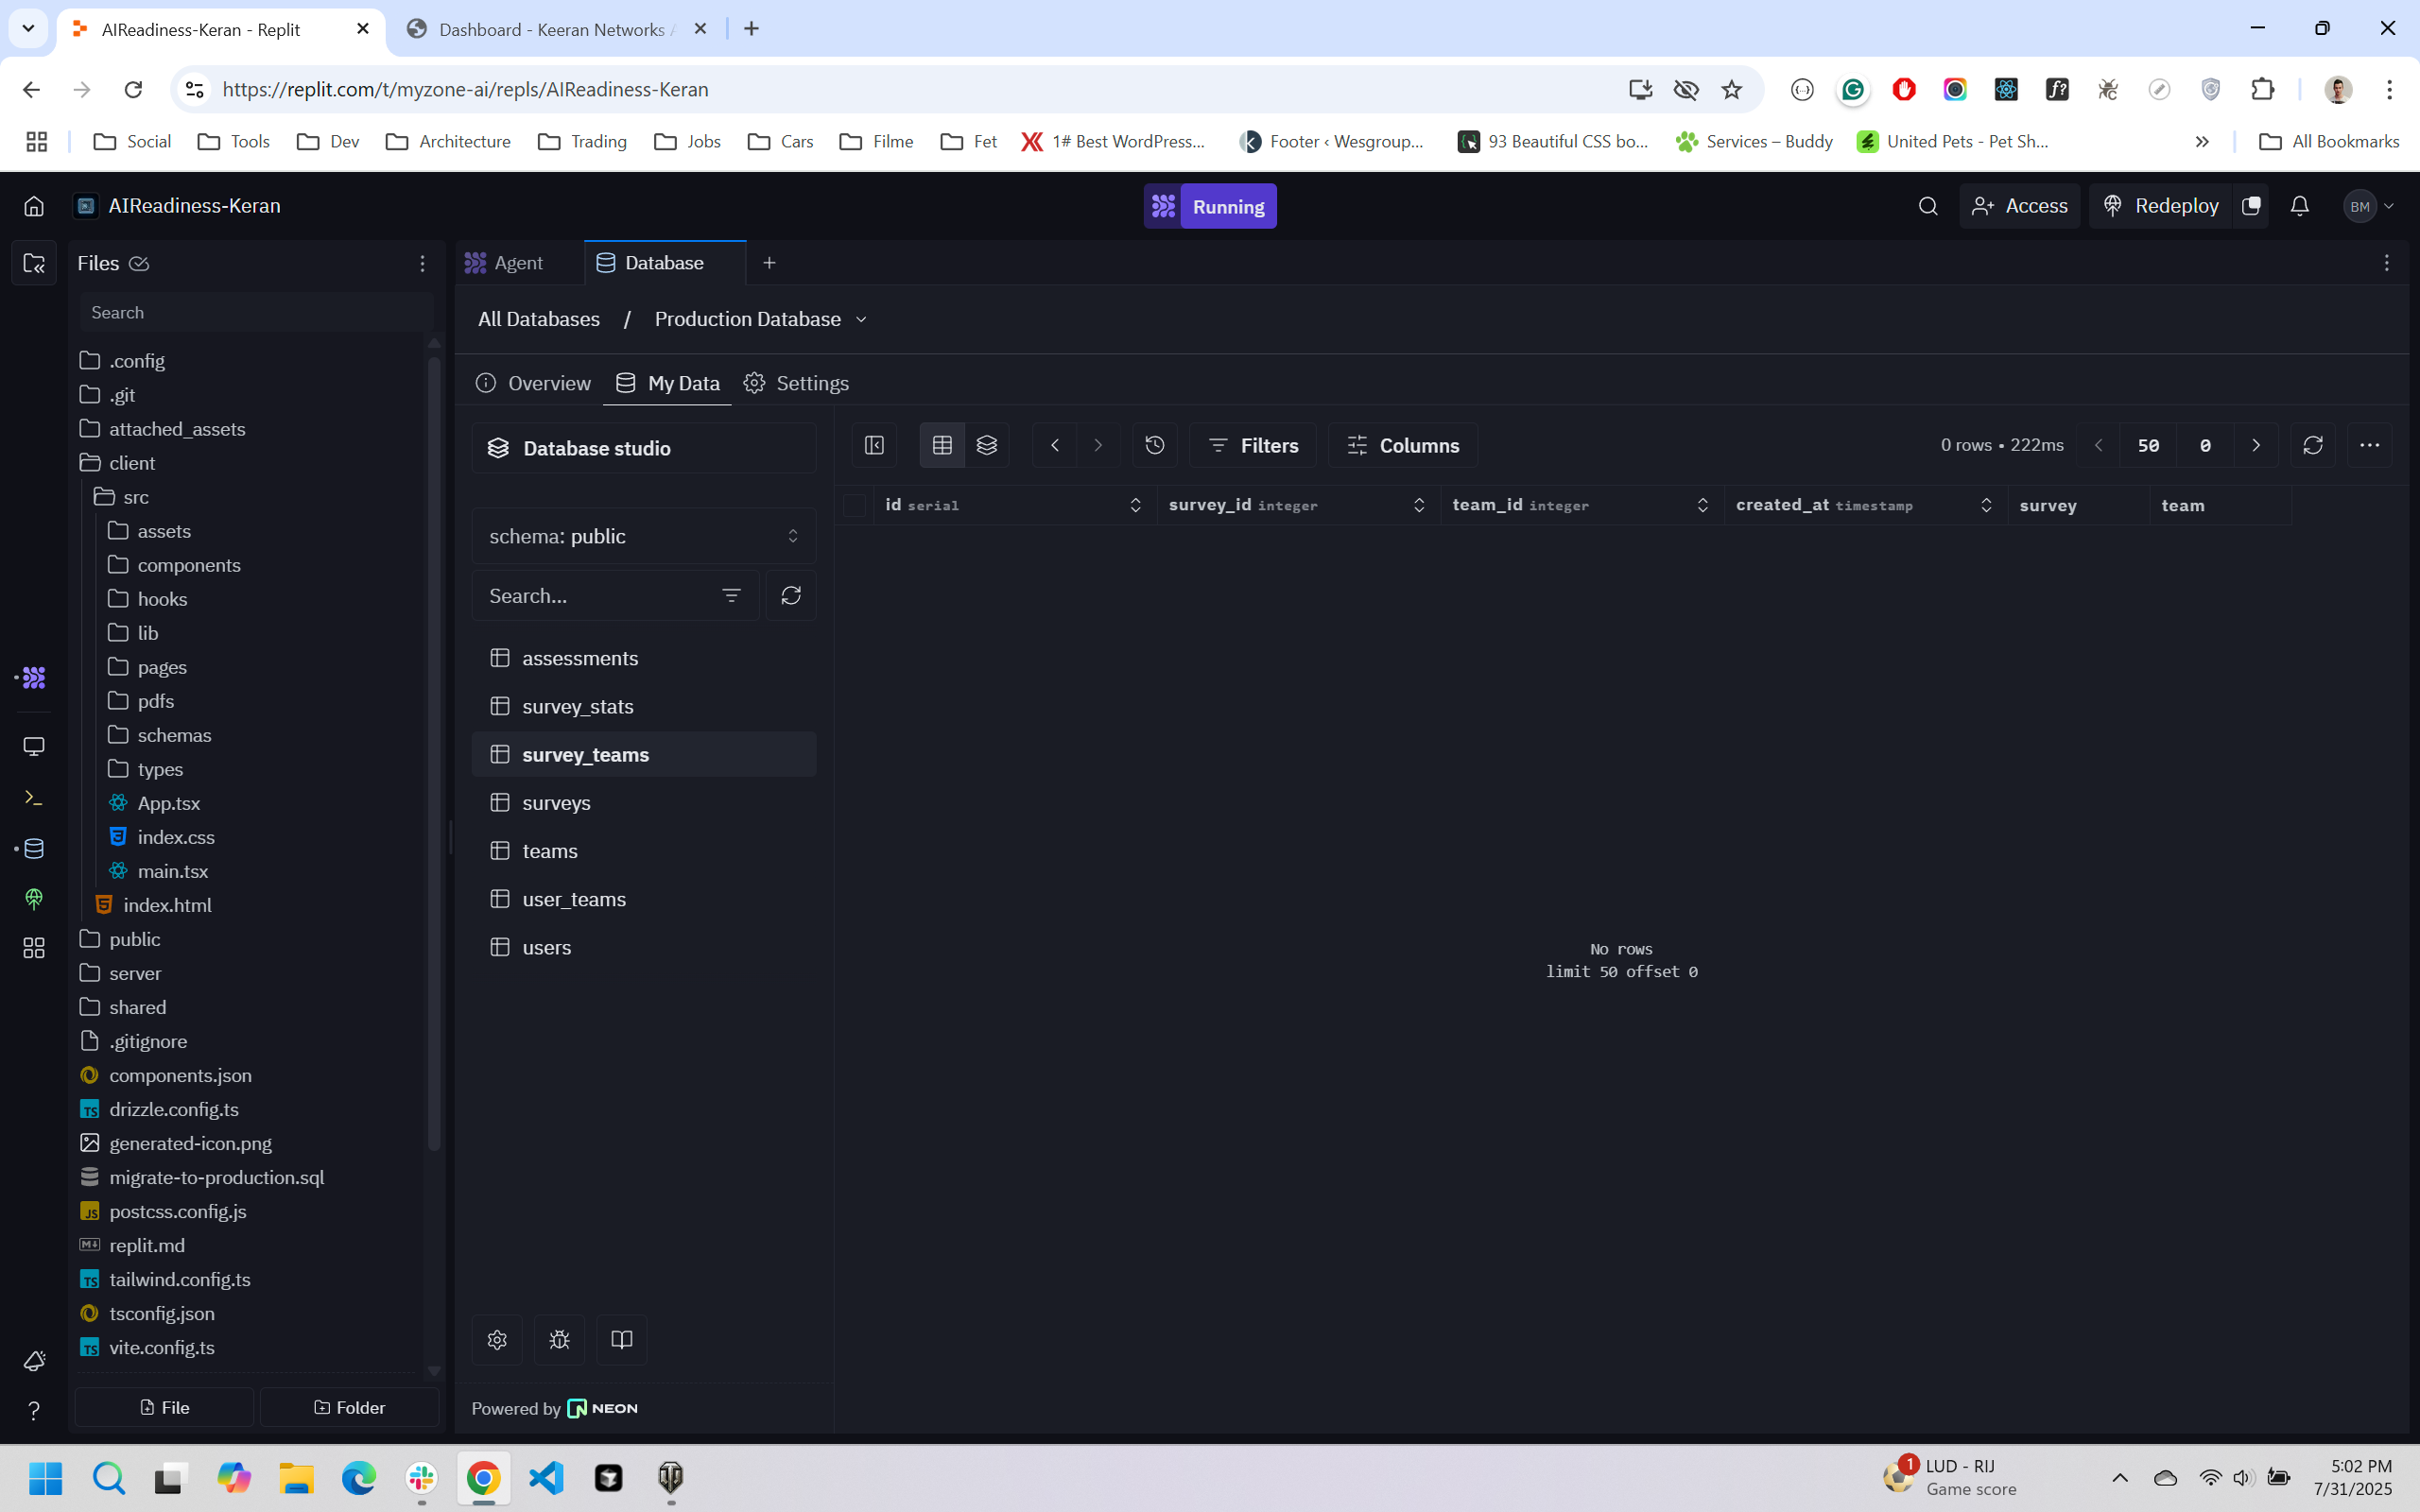 AIReadiness-Keran - Replit
Dashboard - Keeran Networks
https://replit.com/t/myzone-ai/repls/AIReadiness-Keran
Social
Tools
Dev
Architecture
Trading
Jobs
Cars
Filme
Fet
1# Best WordPress...
Footer ‹ Wesgroup...
93 Beautiful CSS bo...
Services – Buddy
United Pets - Pet Sh...
All Bookmarks
AIReadiness-Keran
Running
Access
Redeploy
BM
Files
Agent
Database
Search
All Databases / Production Database
Overview
My Data
Settings
.config
.git
attached_assets
client
src
assets
components
hooks
lib
pages
pdfs
schemas
types
App.tsx
index.css
main.tsx
index.html
public
server
shared
.gitignore
components.json
drizzle.config.ts
generated-icon.png
migrate-to-production.sql
postcss.config.js
replit.md
tailwind.config.ts
tsconfig.json
vite.config.ts
File
Folder
Database studio
schema: public
Search...
assessments
survey_stats
survey_teams
surveys
teams
user_teams
users
Powered by NEON
Filters
Columns
0 rows • 222ms
50
0
id serial
survey_id integer
team_id integer
created_at timestamp
survey
team
No rows
limit 50 offset 0
1
LUD - RIJ
Game score
5:02 PM
7/31/2025